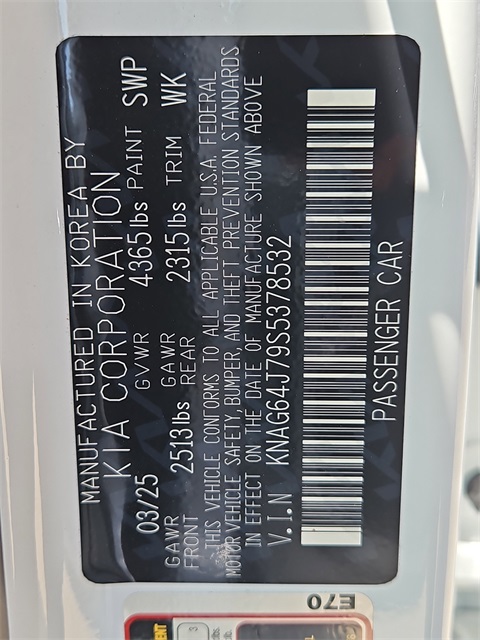 MANUFACTURED IN KOREA BY
KIA CORPORATION
03/25 GVWR 4365lbs PAINT SWP
GAWR FRONT 2513lbs GAWR REAR 2315lbs TRIM WK
THIS VEHICLE CONFORMS TO ALL APPLICABLE U.S.A. FEDERAL
MOTOR VEHICLE SAFETY, BUMPER, AND THEFT PREVENTION STANDARDS
IN EFFECT ON THE DATE OF MANUFACTURE SHOWN ABOVE
V.I.N KNAG64J79S5378532
PASSENGER CAR
E70